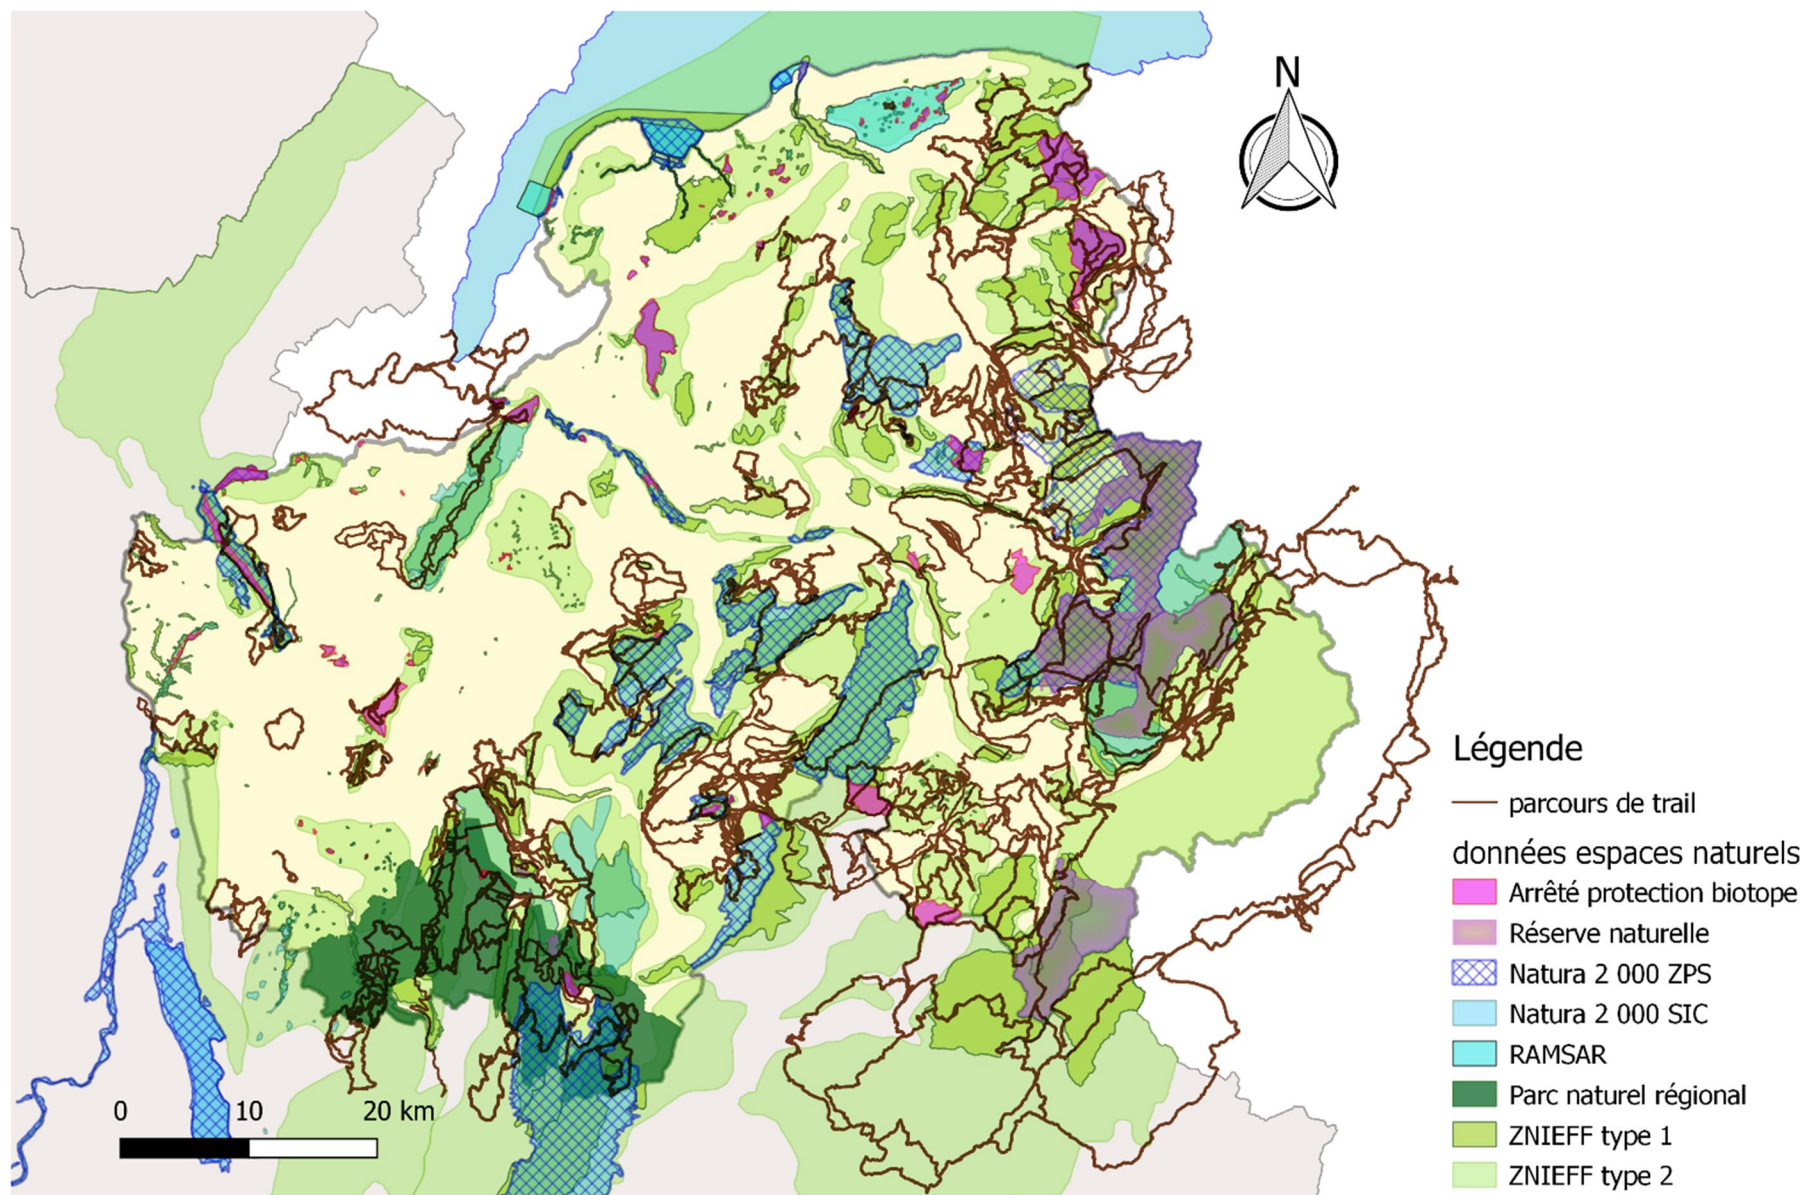 N
Légende
parcours de trail
données espaces naturels
Arrêté protection biotope
Réserve naturelle
Natura 2 000 ZPS
Natura 2 000 SIC
RAMSAR
Parc naturel régional
ZNIEFF type 1
ZNIEFF type 2
0 10 20 km